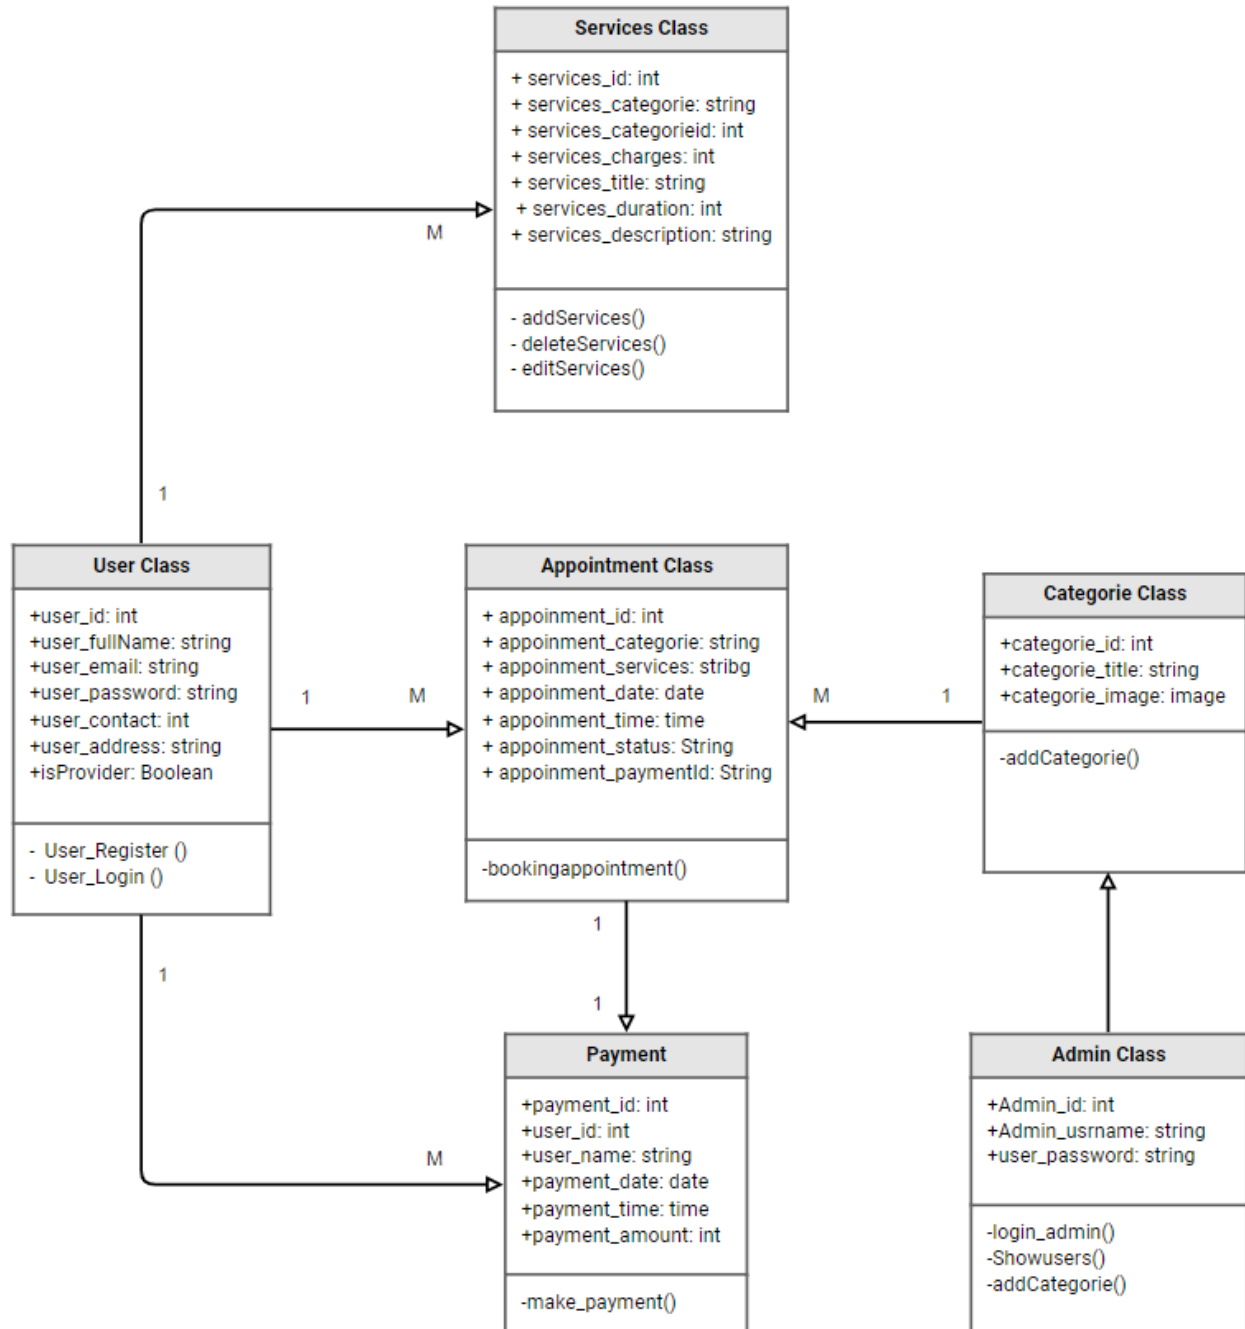 Services Class
+ services_id: int
+ services_categorie: string
+ services_categorieid: int
+ services_charges: int
+ services_title: string
+ services_duration: int
+ services_description: string
- addServices()
- deleteServices()
- editServices()
M
1
User Class
+user_id: int
+user_fullName: string
+user_email: string
+user_password: string
+user_contact: int
+user_address: string
+isProvider: Boolean
- User_Register ()
- User_Login ()
1
M
Appointment Class
+ appoinment_id: int
+ appoinment_categorie: string
+ appoinment_services: stribg
+ appoinment_date: date
+ appoinment_time: time
+ appoinment_status: String
+ appoinment_paymentId: String
-bookingappointment()
M
1
Categorie Class
+categorie_id: int
+categorie_title: string
+categorie_image: image
-addCategorie()
1
1
1
M
Payment
+payment_id: int
+user_id: int
+user_name: string
+payment_date: date
+payment_time: time
+payment_amount: int
-make_payment()
Admin Class
+Admin_id: int
+Admin_usrname: string
+user_password: string
-login_admin()
-Showusers()
-addCategorie()